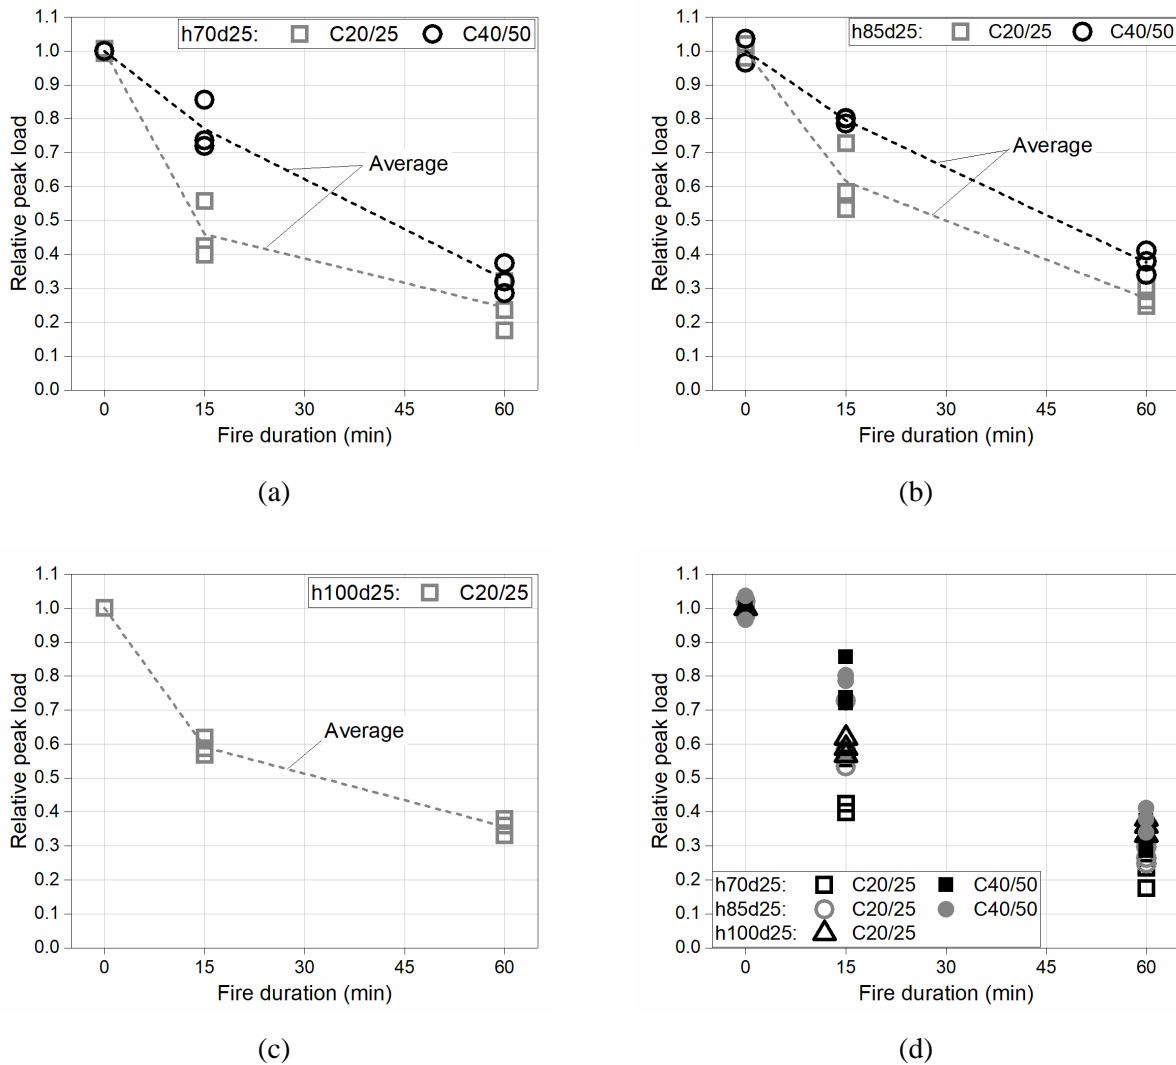 h70d25: C20/25 C40/50
1.1
1.0
0.9
0.8
0.7
0.6
0.5
0.4
0.3
0.2
0.1
0.0
Relative peak load
Average
0 15 30 45 60
Fire duration (min)
(a)
h85d25: C20/25 C40/50
1.1
1.0
0.9
0.8
0.7
0.6
0.5
0.4
0.3
0.2
0.1
0.0
Relative peak load
Average
0 15 30 45 60
Fire duration (min)
(b)
h100d25: C20/25
1.1
1.0
0.9
0.8
0.7
0.6
0.5
0.4
0.3
0.2
0.1
0.0
Relative peak load
Average
0 15 30 45 60
Fire duration (min)
(c)
1.1
1.0
0.9
0.8
0.7
0.6
0.5
0.4
0.3
0.2
0.1
0.0
Relative peak load
h70d25: C20/25 C40/50
h85d25: C20/25 C40/50
h100d25: C20/25
0 15 30 45 60
Fire duration (min)
(d)